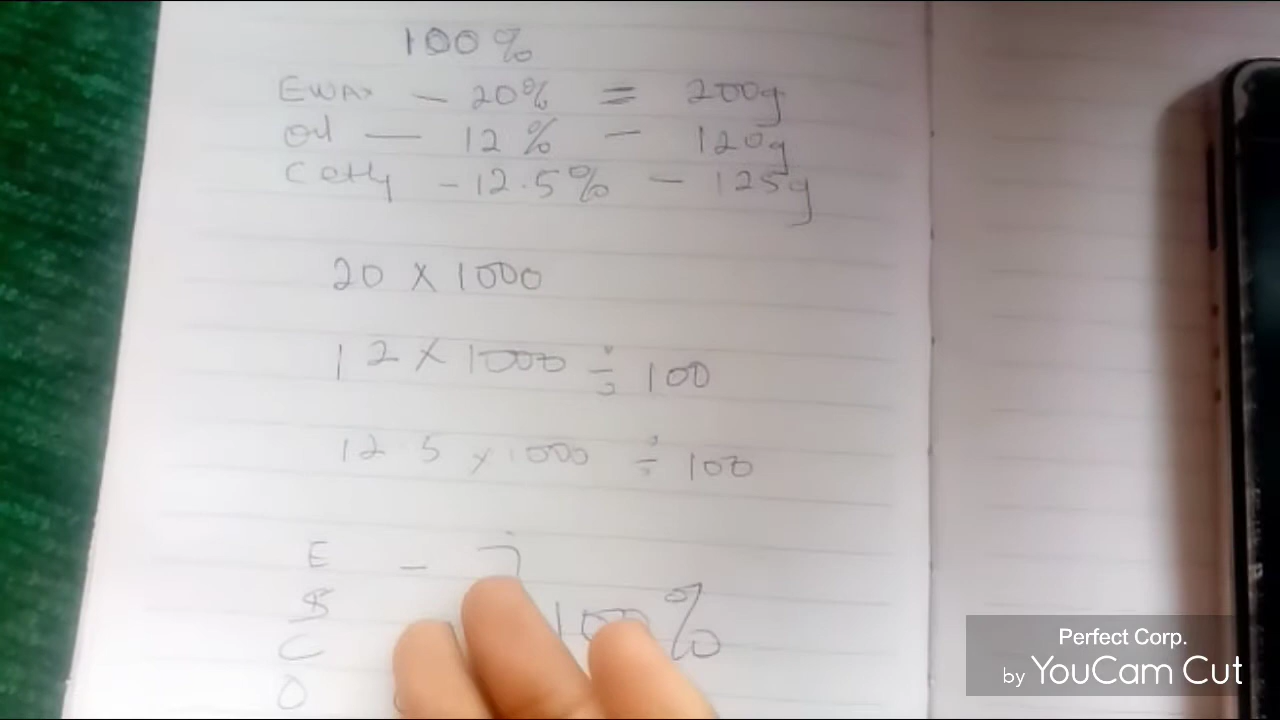 100%
Ewax - 20% = 200g
Oil - 12% - 120g
- 12.5% - 125g
20 x 1000
12 x 1000 ÷ 100
12.5 x 1000 ÷ 100
E -
100%
C
O
Perfect Corp.
by YouCam Cut